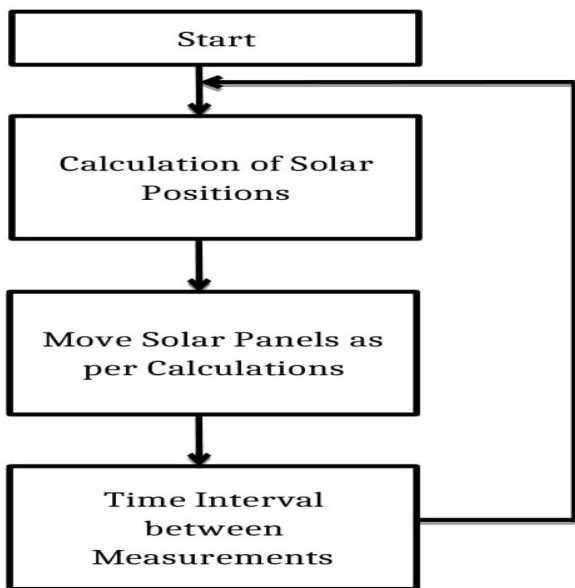 Start
Calculation of Solar
Positions
Move Solar Panels as
per Calculations
Time Interval
between
Measurements